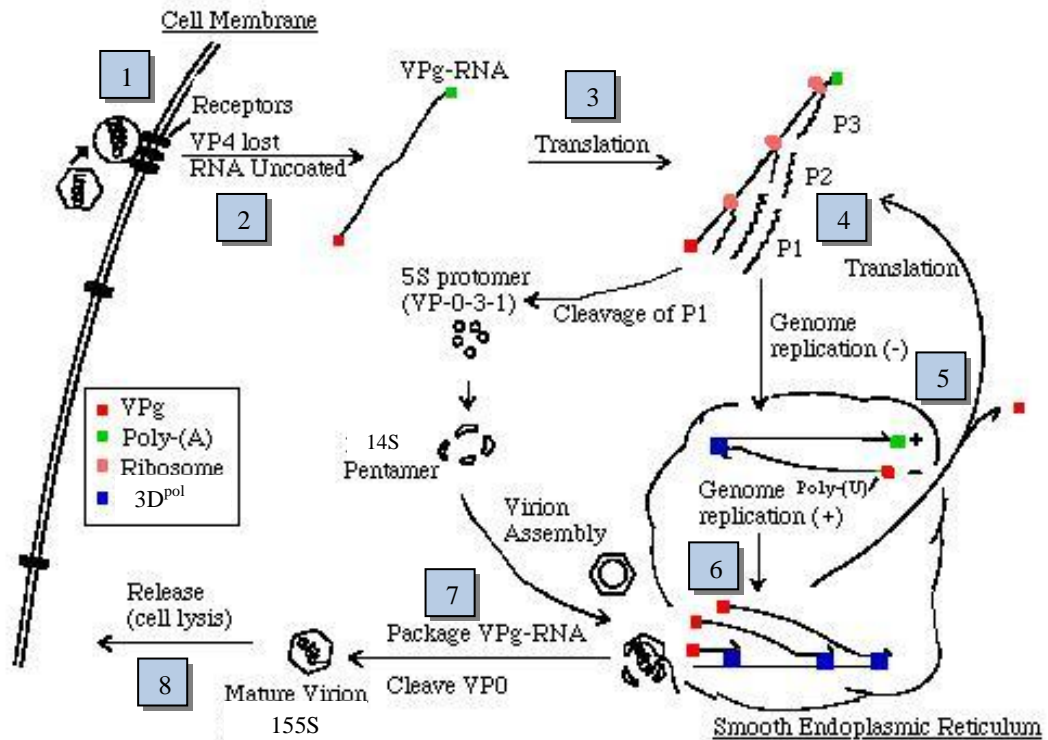 Cell Membrane
1
Receptors
VP4 lost
RNA Uncoated
2
VPg-RNA
3
Translation
P3
P2
P1
4
Translation
5S protomer
(VP-0-3-1)
Cleavage of P1
Genome
replication (-)
5
VPg
Poly-(A)
Ribosome
3Dpol
14S
Pentamer
+
-
Poly-(U)
Genome
replication (+)
Virion
Assembly
6
7
Package VPg-RNA
Cleave VP0
Release
(cell lysis)
8
Mature Virion
155S
Smooth Endoplasmic Reticulum